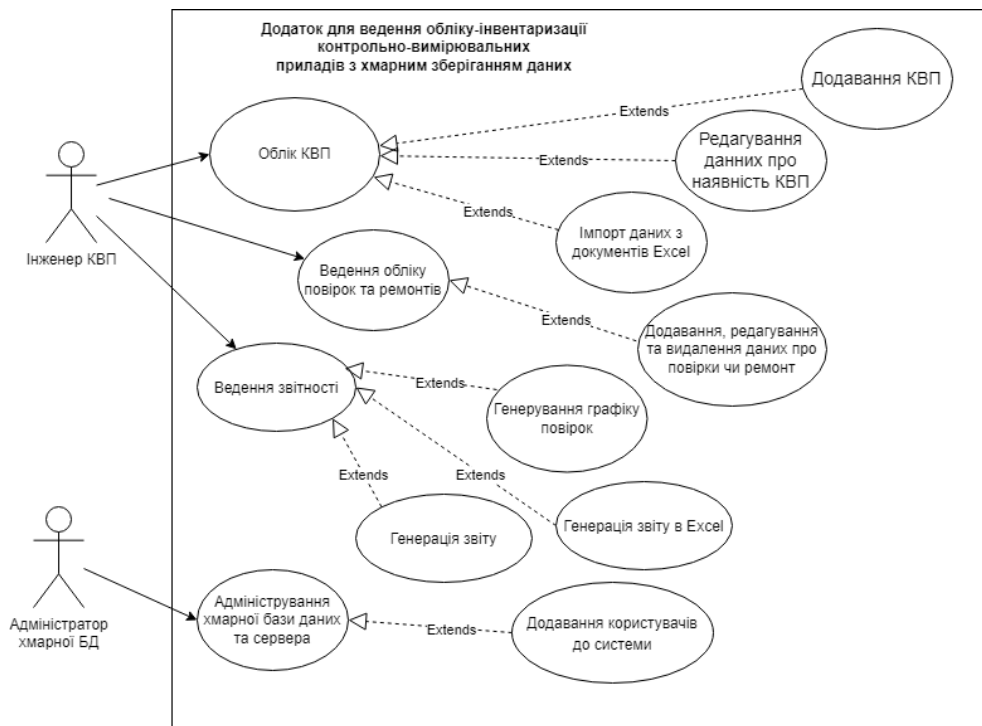 Додаток для ведення обліку-інвентаризації
контрольно-вимірювальних
приладів з хмарним зберіганням даних
Додавання КВП
Extends
Облік КВП
Extends
Редагування
данних про
наявність КВП
Extends
Імпорт даних з
документів Excel
Інженер КВП
Ведення обліку
повірок та ремонтів
Extends
Додавання, редагування
та видалення даних про
повірки чи ремонт
Ведення звітності
Extends
Генерування графіку
повірок
Extends
Extends
Генерація звіту
Генерація звіту в Excel
Адміністратор
хмарної БД
Адміністрування
хмарної бази даних
та сервера
Extends
Додавання користувачів
до системи